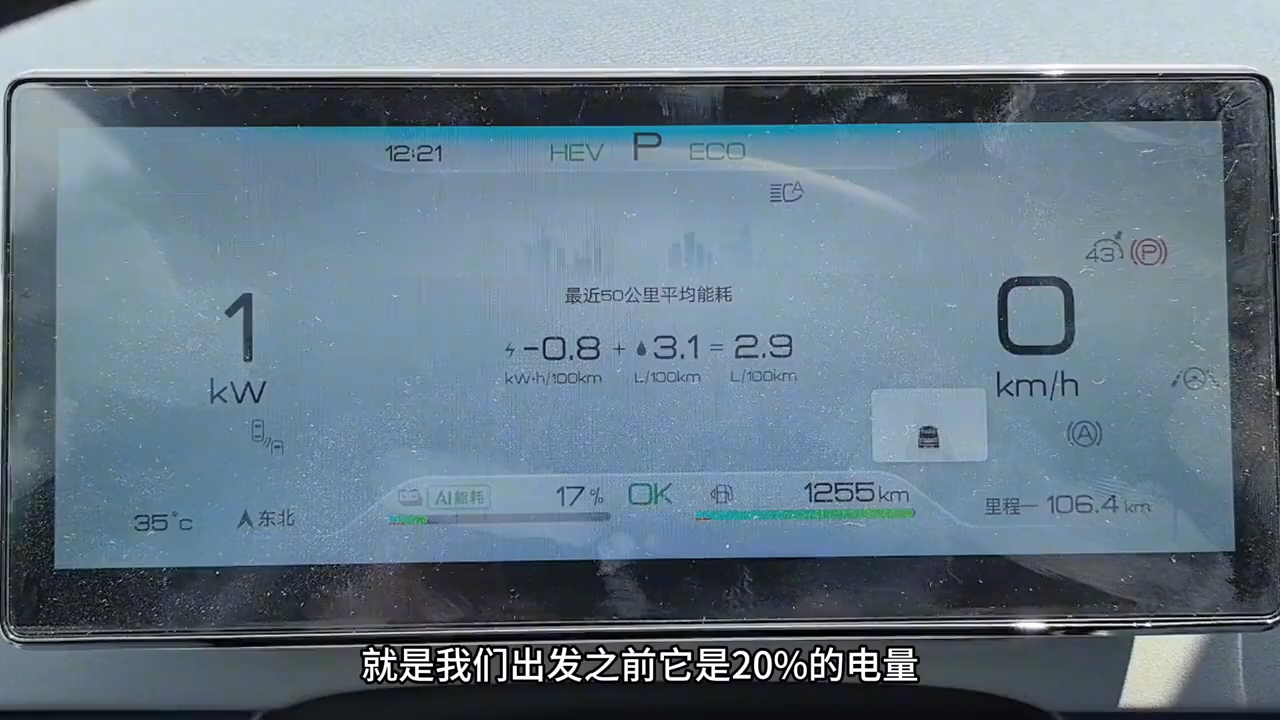 12:21 HEV P ECO
43 P
最近50公里平均能耗
1 -0.8 + 3.1 = 2.9 0
kW·h/100km L/100km L/100km
kW km/h
A
AI能耗 17% OK 1255km
35°c 东北 里程一 106.4km
就是我们出发之前它是20%的电量